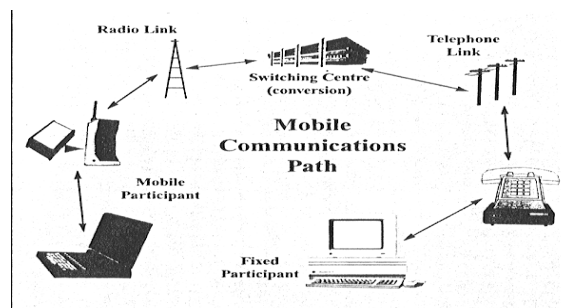 Radio Link
Telephone
Link
Switching Centre
(conversion)
Mobile
Communications
Path
Mobile
Participant
Fixed
Participant